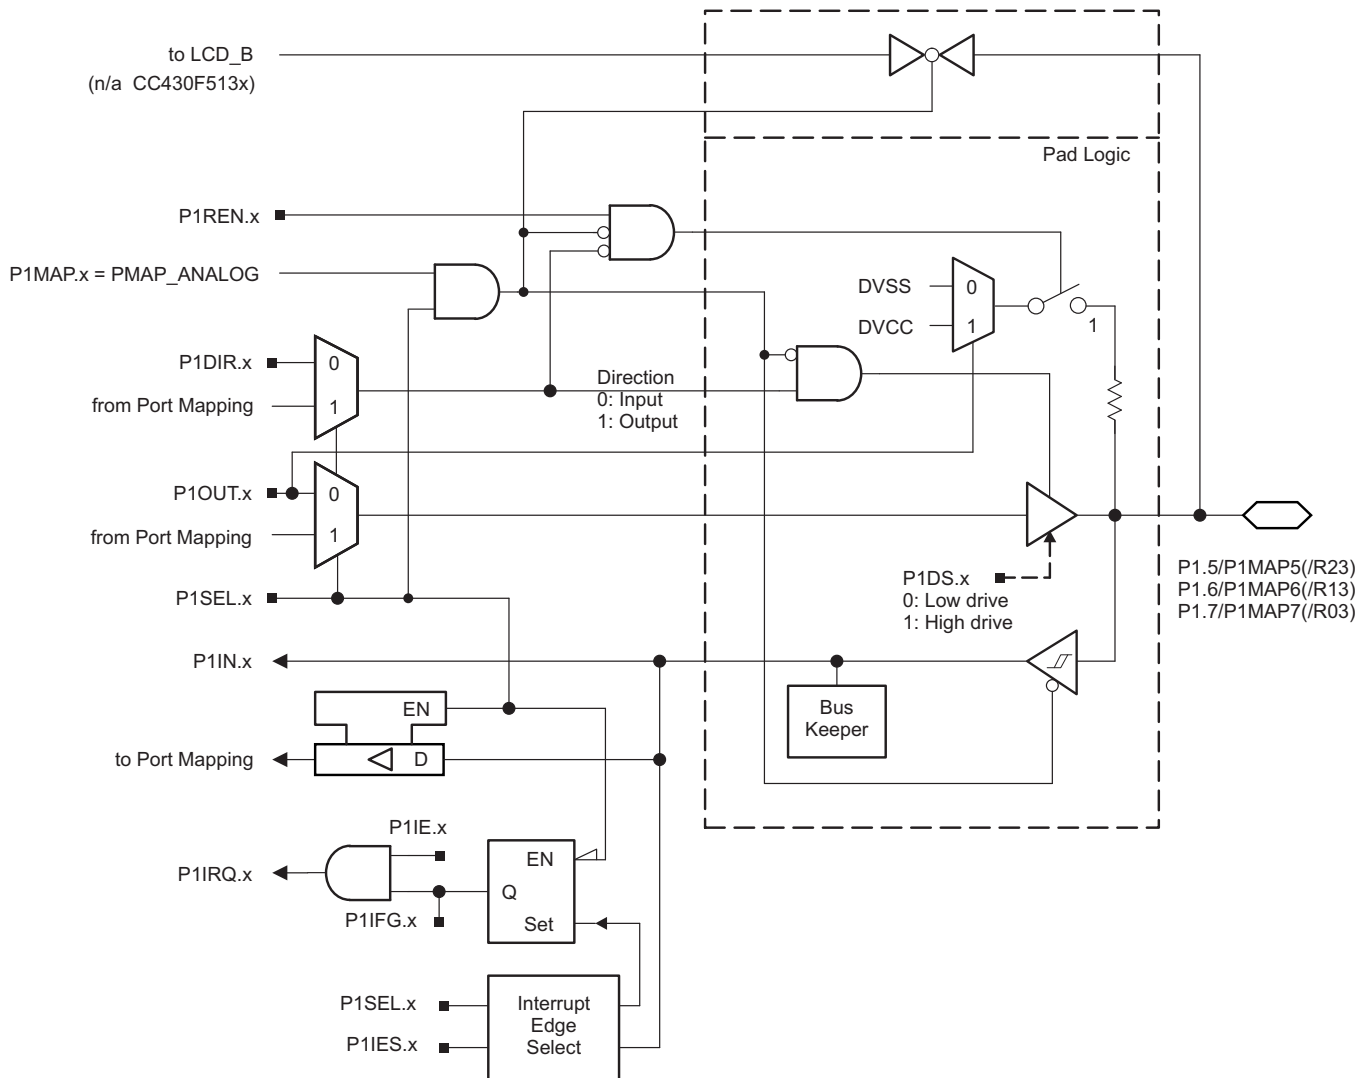 to LCD_B
(n/a CC430F513x)
Pad Logic
P1REN.x
P1MAP.x = PMAP_ANALOG
DVSS
0
DVCC
1
1
P1DIR.x
0
from Port Mapping
1
Direction
0: Input
1: Output
P1OUT.x
0
from Port Mapping
1
P1SEL.x
P1DS.x
0: Low drive
1: High drive
P1.5/P1MAP5(/R23)
P1.6/P1MAP6(/R13)
P1.7/P1MAP7(/R03)
P1IN.x
EN
Bus
Keeper
to Port Mapping
D
P1IE.x
EN
P1IRQ.x
Q
P1IFG.x
Set
P1SEL.x
P1IES.x
Interrupt
Edge
Select